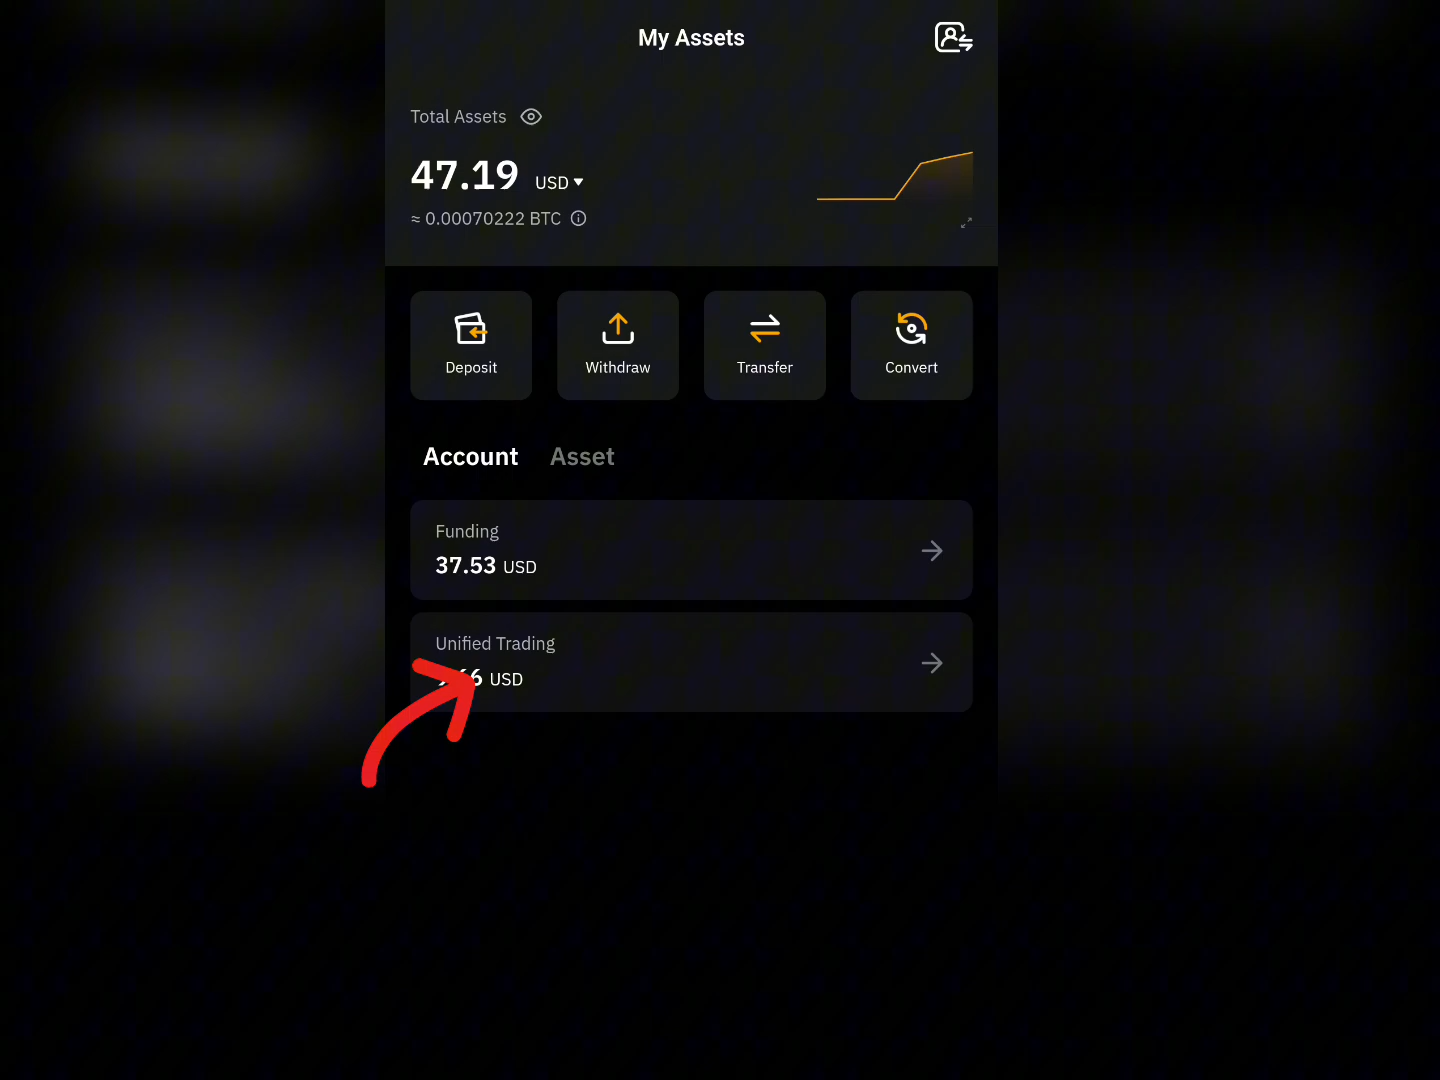 My Assets
Total Assets
47.19 USD
≈ 0.00070222 BTC
Deposit Withdraw Transfer Convert
Account Asset
Funding
37.53 USD
Unified Trading
USD